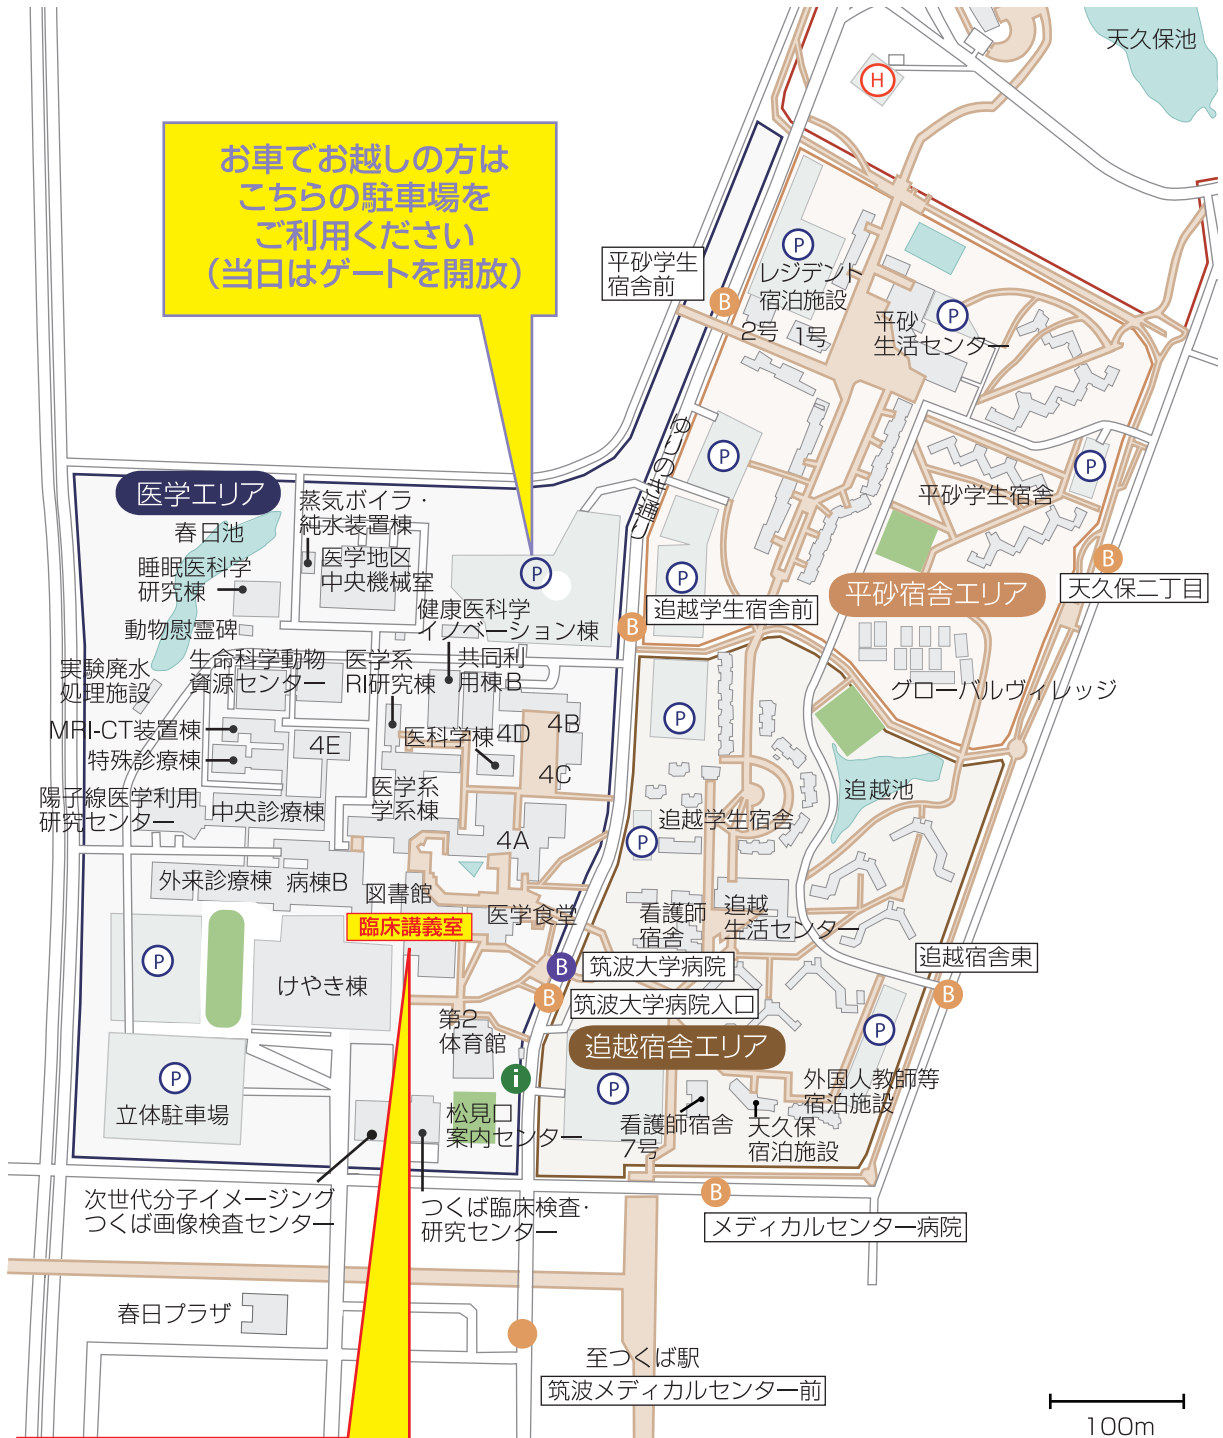 天久保池
H
お車でお越しの方は
こちらの駐車場を
ご利用ください
（当日はゲートを開放）
平砂学生
宿舎前
B
P
レジデント
宿泊施設
2号
1号
平砂
生活センター
P
ゆりのき通り
P
P
平砂学生宿舎
医学エリア
春日池
蒸気ボイラ・
純水装置棟
医学地区
中央機械室
睡眠医科学
研究棟
P
P
B
天久保二丁目
平砂宿舎エリア
健康医科学
イノベーション棟
追越学生宿舎前
B
動物慰霊碑
実験廃水
処理施設
生命科学動物
資源センター
医学系
RI研究棟
共同利
用棟B
グローバルヴィレッジ
MRI-CT装置棟
特殊診療棟
4E
医科学棟
4D
4B
4C
P
陽子線医学利用
研究センター
中央診療棟
医学系
学系棟
4A
追越池
追越学生宿舎
P
外来診療棟
病棟B
図書館
臨床講義室
医学食堂
看護師
宿舎
追越
生活センター
追越宿舎東
B
P
けやき棟
B
筑波大学病院
B
筑波大学病院入口
第2
体育館
追越宿舎エリア
P
P
立体駐車場
i
P
外国人教師等
宿泊施設
松見口
案内センター
看護師宿舎
7号
天久保
宿泊施設
次世代分子イメージング
つくば画像検査センター
つくば臨床検査・
研究センター
B
メディカルセンター病院
春日プラザ
至つくば駅
筑波メディカルセンター前
100m